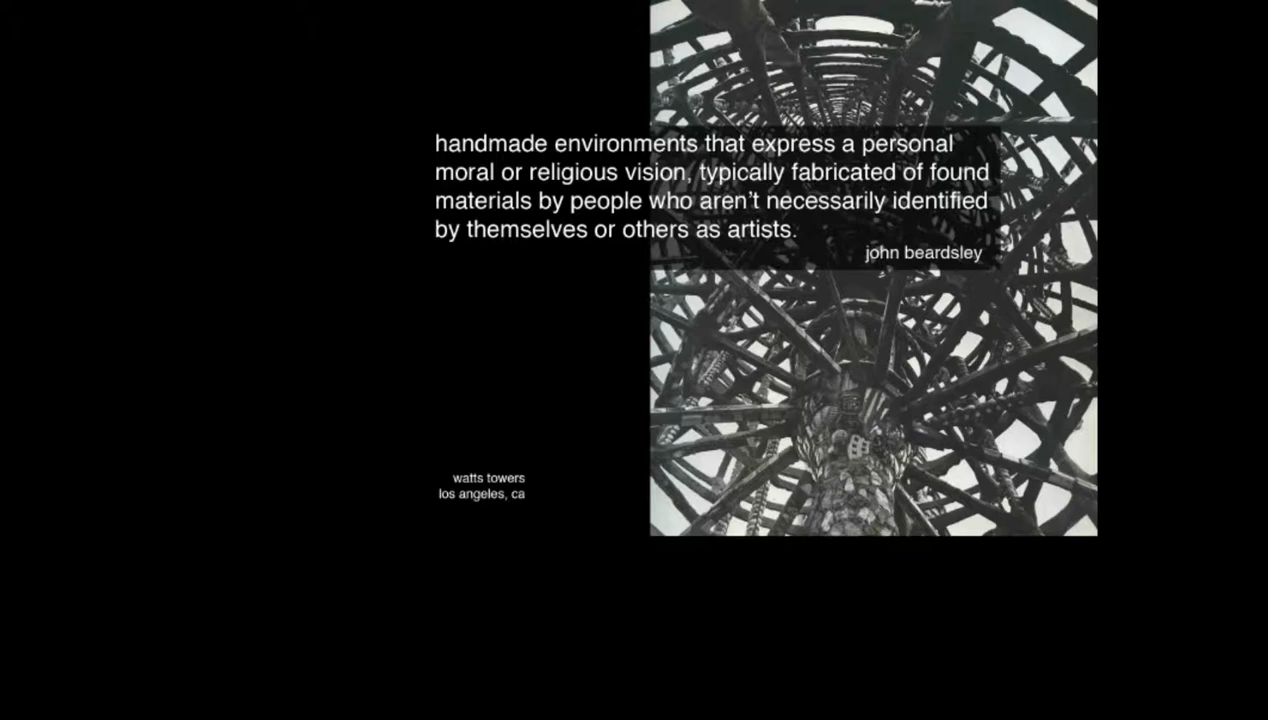 handmade environments that express a personal
moral or religious vision, typically fabricated of found
materials by people who aren't necessarily identified
by themselves or others as artists.
john beardsley
watts towers
los angeles, ca